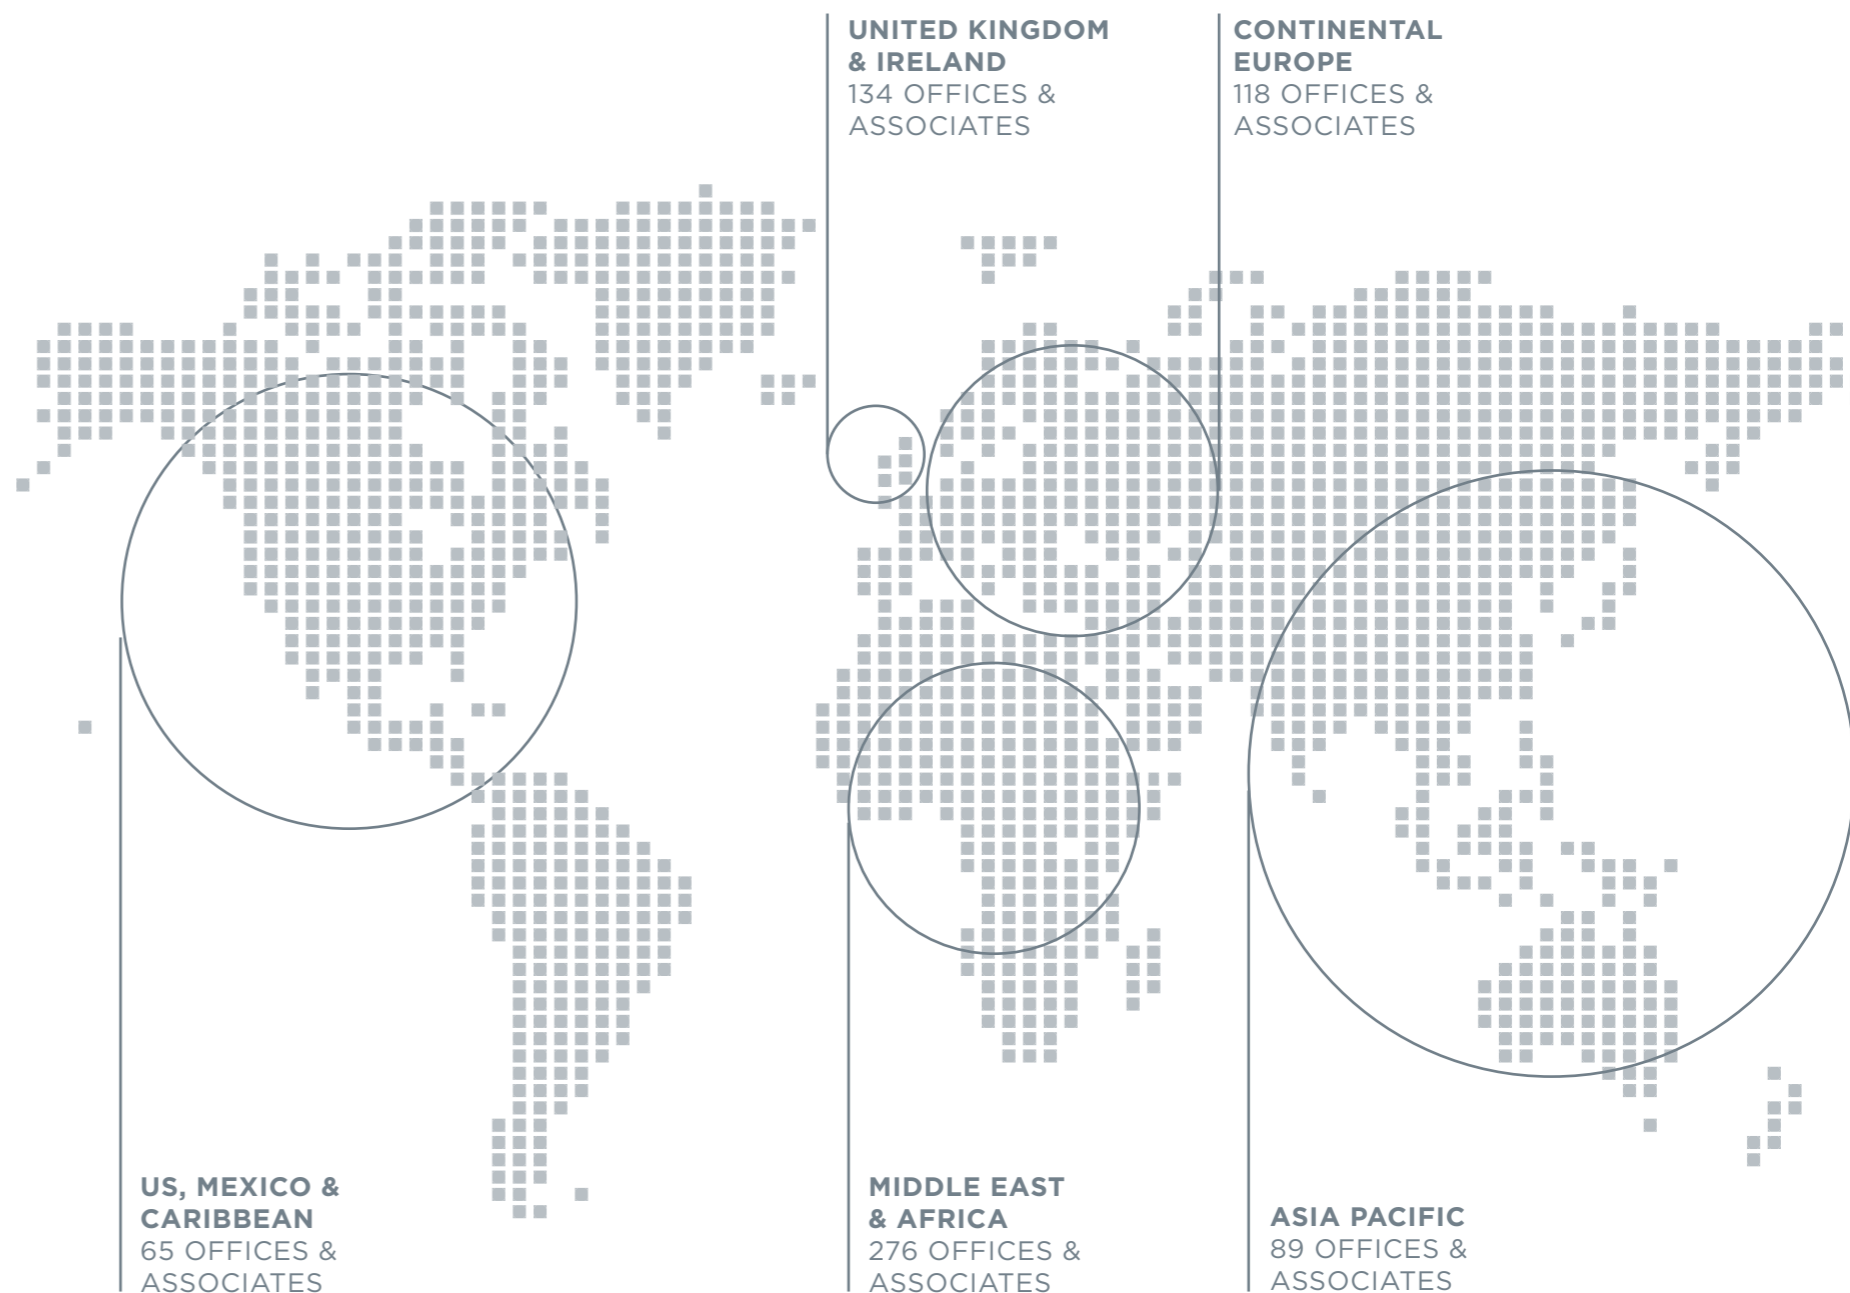 UNITED KINGDOM
& IRELAND
134 OFFICES &
ASSOCIATES
CONTINENTAL
EUROPE
118 OFFICES &
ASSOCIATES
US, MEXICO &
CARIBBEAN
65 OFFICES &
ASSOCIATES
MIDDLE EAST
& AFRICA
276 OFFICES &
ASSOCIATES
ASIA PACIFIC
89 OFFICES &
ASSOCIATES